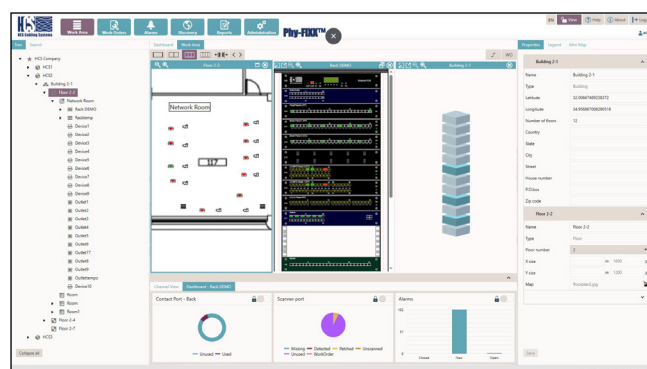 HCS Cabling Systems
Work Area
Work Orders
Alarms
Discovery
Reports
Administration
Phy-FIXX™
EN
View
Help
About
Tree
Search
Dashboard
Work Area
WO
Properties
Legend
Mini Map
HCS Company
HCS1
HCS2
Building 2-1
Floor 2-2
Network Room
Rack DEMO
Racktemp
Device1
Device2
Device3
Device4
Device5
Device6
Device7
Device8
Device9
Outlet1
Outlet2
Outlet3
Outlet4
Outlet5
Outlet6
Outlet7?
Outlet8
Outlet9
Outlettempo
Device10
Room
Room
Room1
Floor 2-4
Floor 2-7
HCS3
Collapse all
Floor 2-2
Network Room
117
Rack DEMO
Building 2-1
Channel View
Dashboard - Rack DEMO
Contact Port - Rack
Unused
Used
Scanner port
Missing
Detected
Patched
Unscanned
Unused
WorkOrder
Alarms
Closed
New
Open
Building 2-1
Name
Building 2-1
Type
Building
Latitude
Longitude
Number of floors
12
Country
State
City
Street
House number
P.O.box
Zip code
Floor 2-2
Name
Floor 2-2
Type
Floor
Floor number
2
X size
Y size
Map
Save